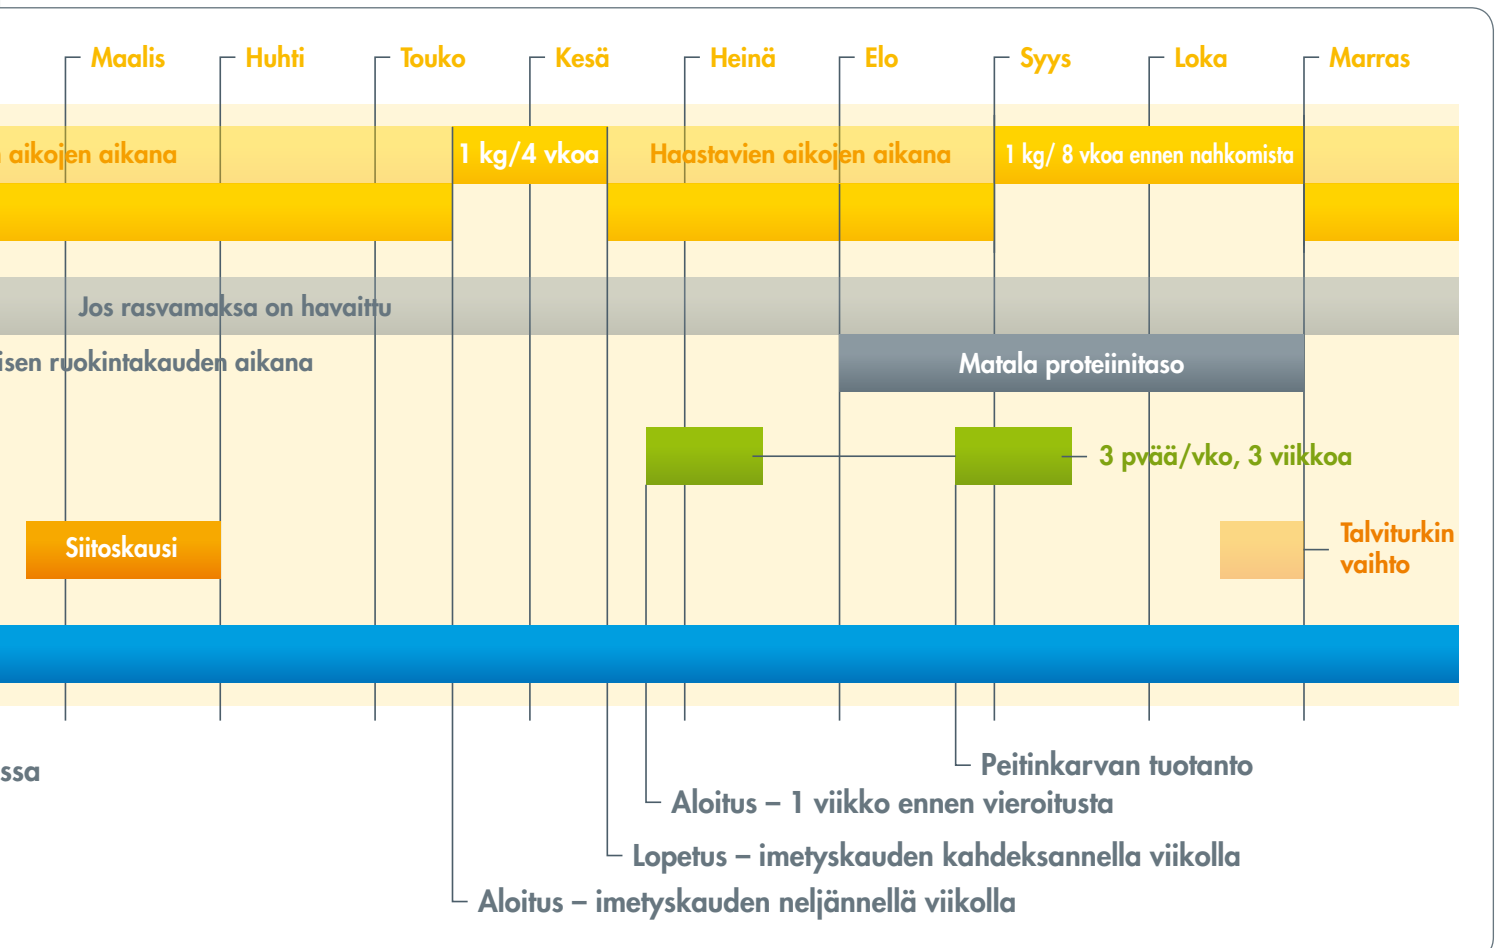 Maalis Huhti Touko Kesä Heinä Elo Syys Loka Marras
aikojen aikana 1 kg/4 vkoa Haastavien aikojen aikana 1 kg/ 8 vkoa ennen nahkomista
Jos rasvamaksa on havaittu
isen ruokintakauden aikana
Matala proteiinitaso
3 pvää/vko, 3 viikkoa
Siitoskausi
Talviturkin
vaihto
ssa
Peitinkarvan tuotanto
Aloitus – 1 viikko ennen vieroitusta
Lopetus – imetyskauden kahdeksannella viikolla
Aloitus – imetyskauden neljännellä viikolla